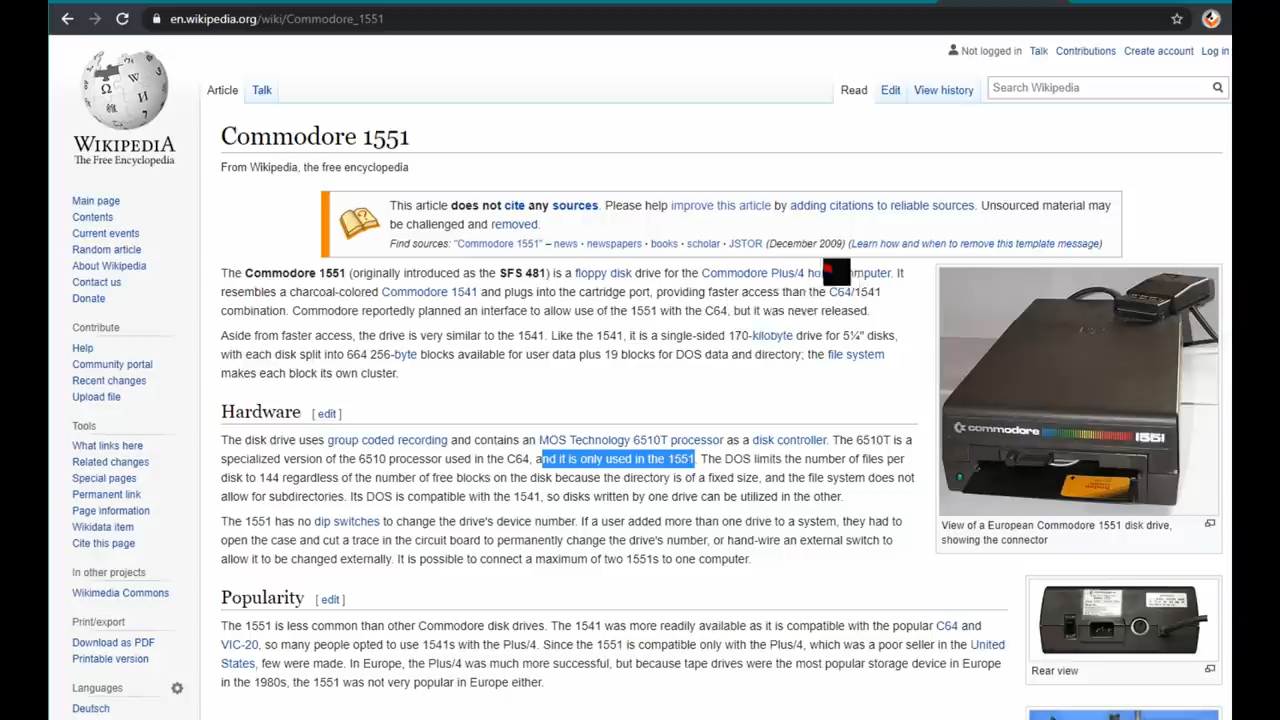 en.wikipedia.org/wiki/Commodore_1551
Not logged in Talk Contributions Create account Log in
Article Talk
Read Edit View history Search Wikipedia
WIKIPEDIA
The Free Encyclopedia
Main page
Contents
Current events
Random article
About Wikipedia
Contact us
Donate
Contribute
Help
Community portal
Recent changes
Upload file
Tools
What links here
Related changes
Special pages
Permanent link
Page information
Wikidata item
Cite this page
In other projects
Wikimedia Commons
Print/export
Download as PDF
Printable version
Languages
Deutsch
Commodore 1551
From Wikipedia, the free encyclopedia
This article does not cite any sources. Please help improve this article by adding citations to reliable sources. Unsourced material may
be challenged and removed.
Find sources: "Commodore 1551" – news · newspapers · books · scholar · JSTOR (December 2009) (Learn how and when to remove this template message)
The Commodore 1551 (originally introduced as the SFS 481) is a floppy disk drive for the Commodore Plus/4 . It
resembles a charcoal-colored Commodore 1541 and plugs into the cartridge port, providing faster access than the C64/1541
combination. Commodore reportedly planned an interface to allow use of the 1551 with the C64, but it was never released.
Aside from faster access, the drive is very similar to the 1541. Like the 1541, it is a single-sided 170-kilobyte drive for 5¼" disks,
with each disk split into 664 256-byte blocks available for user data plus 19 blocks for DOS data and directory; the file system
makes each block its own cluster.
Hardware [ edit ]
The disk drive uses group coded recording and contains an MOS Technology 6510T processor as a disk controller. The 6510T is a
specialized version of the 6510 processor used in the C64, and it is only used in the 1551. The DOS limits the number of files per
disk to 144 regardless of the number of free blocks on the disk because the directory is of a fixed size, and the file system does not
allow for subdirectories. Its DOS is compatible with the 1541, so disks written by one drive can be utilized in the other.
The 1551 has no dip switches to change the drive's device number. If a user added more than one drive to a system, they had to
open the case and cut a trace in the circuit board to permanently change the drive's number, or hand-wire an external switch to
allow it to be changed externally. It is possible to connect a maximum of two 1551s to one computer.
Popularity [ edit ]
The 1551 is less common than other Commodore disk drives. The 1541 was more readily available as it is compatible with the popular C64 and
VIC-20, so many people opted to use 1541s with the Plus/4. Since the 1551 is compatible only with the Plus/4, which was a poor seller in the United
States, few were made. In Europe, the Plus/4 was much more successful, but because tape drives were the most popular storage device in Europe
in the 1980s, the 1551 was not very popular in Europe either.
commodore 1551
View of a European Commodore 1551 disk drive,
showing the connector
Rear view